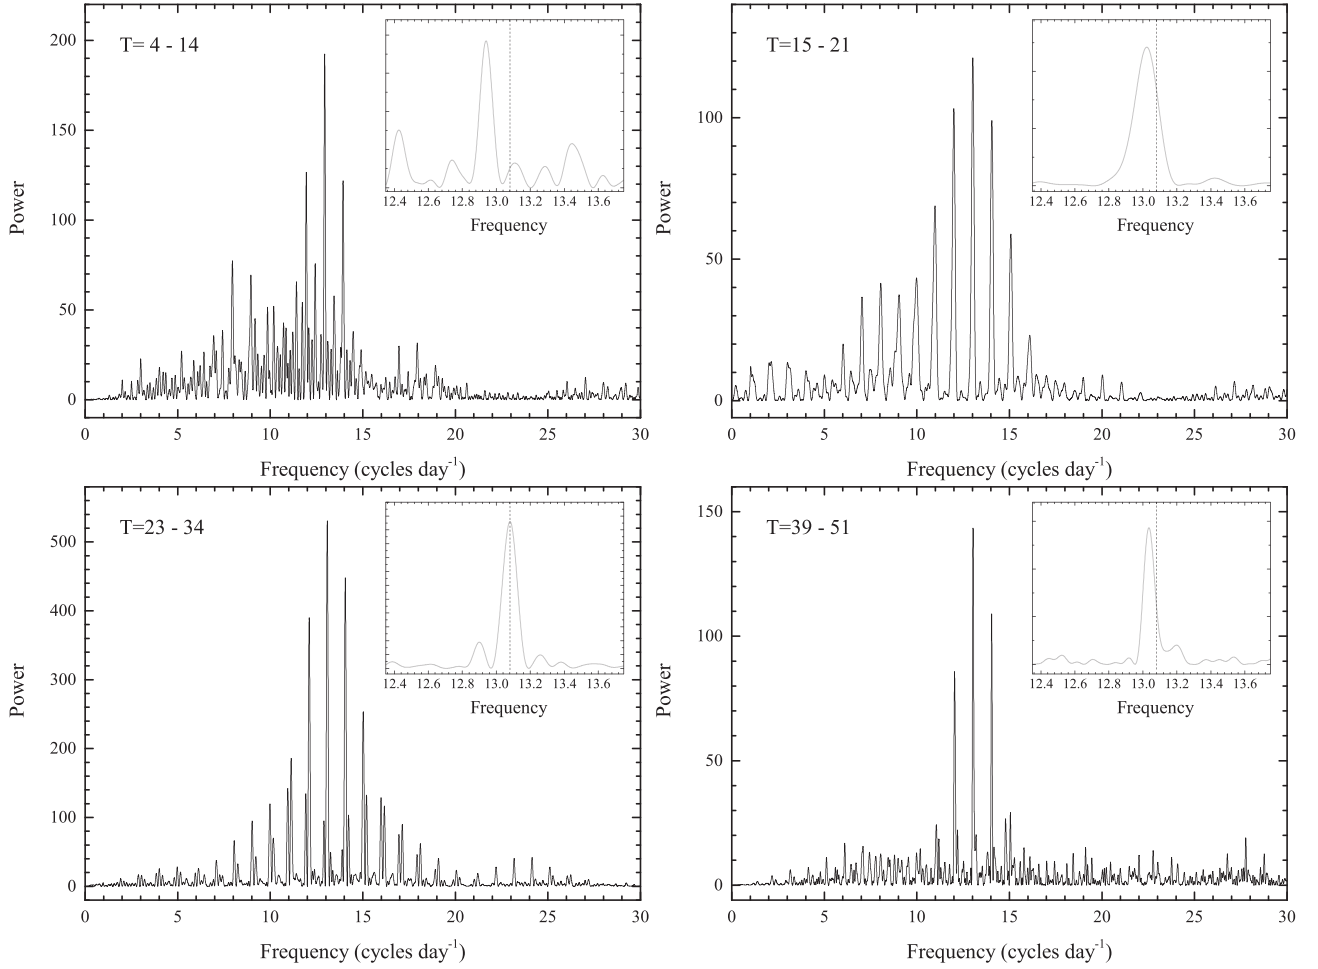 T= 4 - 14
200
150
100
50
0
Power
0 5 10 15 20 25 30
Frequency (cycles day-1)
12.4 12.6 12.8 13.0 13.2 13.4 13.6
Frequency
T=15 - 21
100
50
0
Power
0 5 10 15 20 25 30
Frequency (cycles day-1)
12.4 12.6 12.8 13.0 13.2 13.4 13.6
Frequency
T=23 - 34
500
400
300
200
100
0
Power
0 5 10 15 20 25 30
Frequency (cycles day-1)
12.4 12.6 12.8 13.0 13.2 13.4 13.6
Frequency
T=39 - 51
150
100
50
0
Power
0 5 10 15 20 25 30
Frequency (cycles day-1)
12.4 12.6 12.8 13.0 13.2 13.4 13.6
Frequency